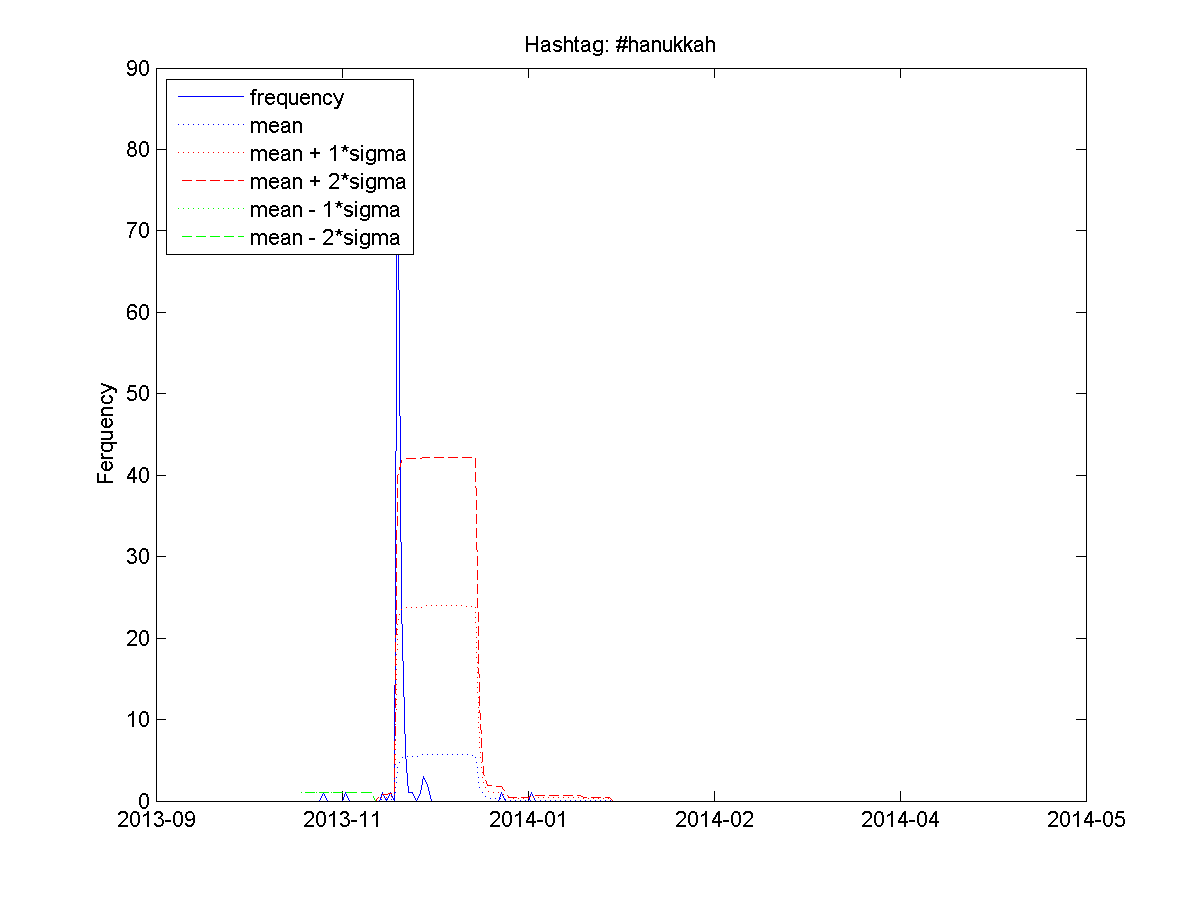 Hashtag: #hanukkah
90
80
70
60
50
40
30
20
10
0
Ferquency
frequency
mean
mean + 1*sigma
mean + 2*sigma
mean - 1*sigma
mean - 2*sigma
2013-09 2013-11 2014-01 2014-02 2014-04 2014-05